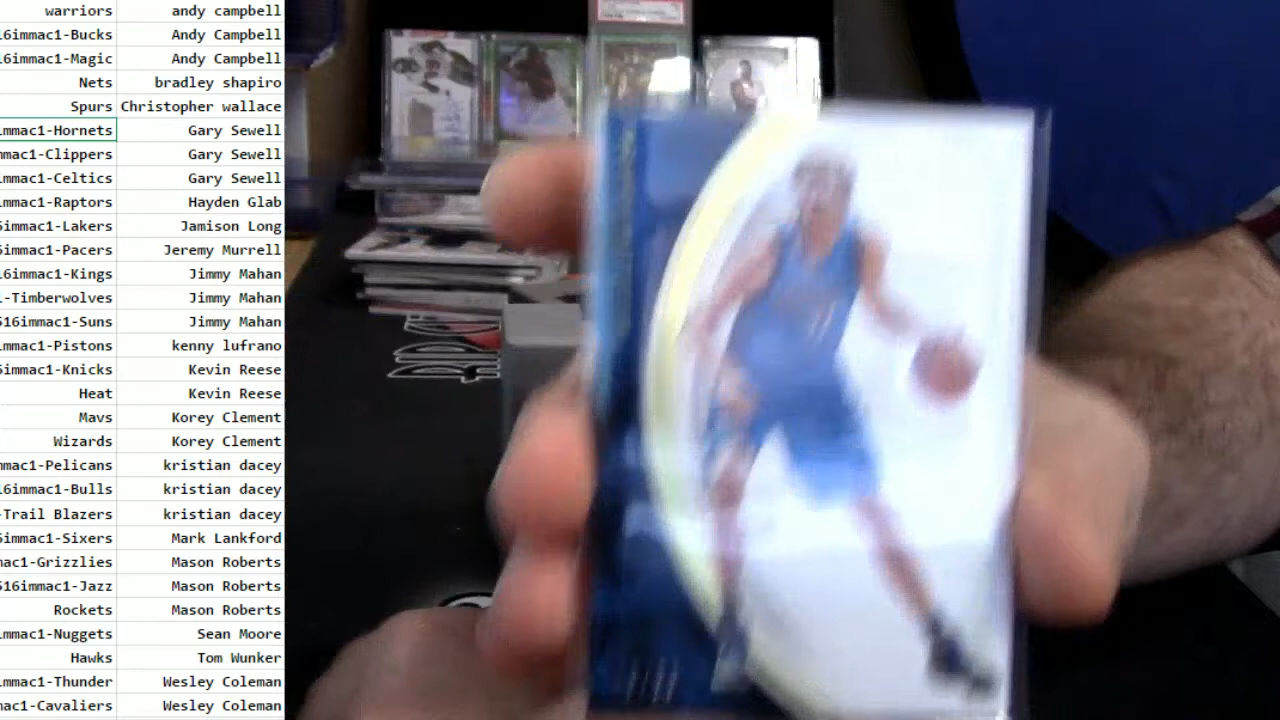 warriors andy campbell
16immac1-Bucks Andy Campbell
16immac1-Magic Andy Campbell
Nets bradley shapiro
Spurs Christopher wallace
immac1-Hornets Gary Sewell
mmac1-Clippers Gary Sewell
mmac1-Celtics Gary Sewell
immac1-Raptors Hayden Glab
6immac1-Lakers Jamison Long
6immac1-Pacers Jeremy Murrell
16immac1-Kings Jimmy Mahan
-Timberwolves Jimmy Mahan
516immac1-Suns Jimmy Mahan
immac1-Pistons kenny lufrano
6immac1-Knicks Kevin Reese
Heat Kevin Reese
Mavs Korey Clement
Wizards Korey Clement
mac1-Pelicans kristian dacey
16immac1-Bulls kristian dacey
-Trail Blazers kristian dacey
6immac1-Sixers Mark Lankford
mac1-Grizzlies Mason Roberts
516immac1-Jazz Mason Roberts
Rockets Mason Roberts
immac1-Nuggets Sean Moore
Hawks Tom Wunker
immac1-Thunder Wesley Coleman
mac1-Cavaliers Wesley Coleman